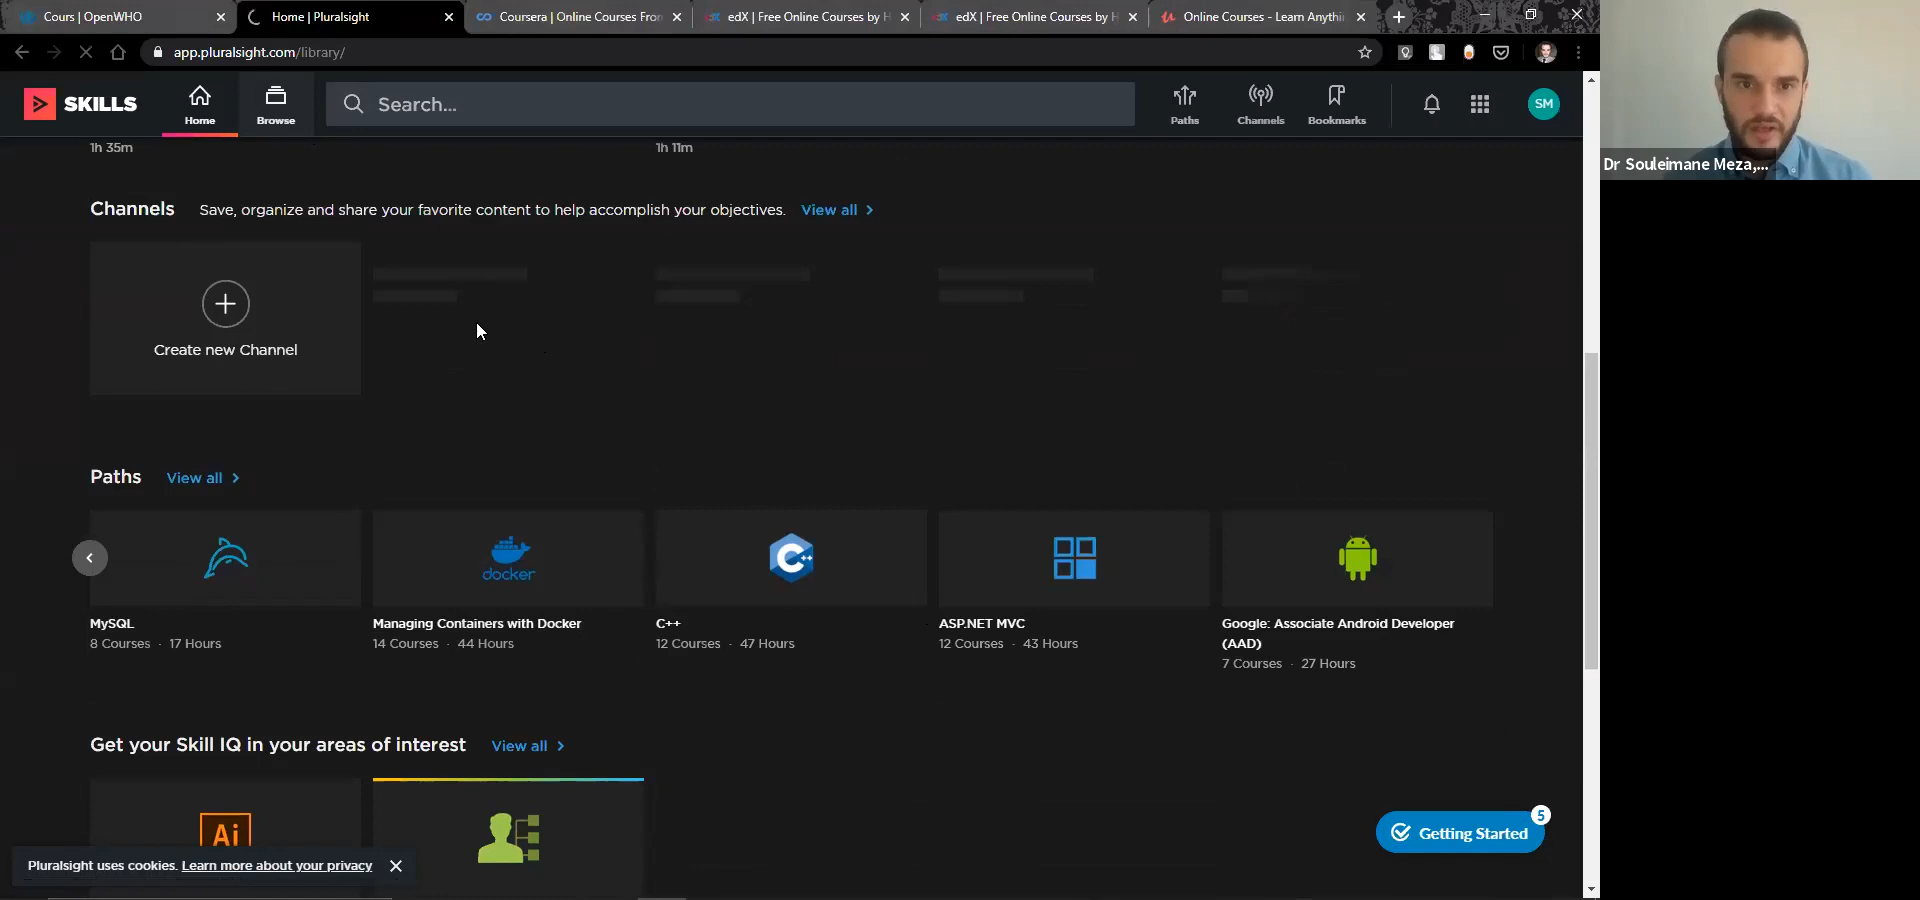 Cours | OpenWHO
Home | Pluralsight
Coursera | Online Courses Fron
edX | Free Online Courses by H
edX | Free Online Courses by H
Online Courses - Learn Anythi
app.pluralsight.com/library/
SKILLS
Home
Browse
Search...
Paths
Channels
Bookmarks
SM
Dr Souleimane Meza,...
1h 35m
1h 11m
Channels Save, organize and share your favorite content to help accomplish your objectives. View all
Create new Channel
Paths View all
docker
C++
MySQL
8 Courses · 17 Hours
Managing Containers with Docker
14 Courses · 44 Hours
C++
12 Courses · 47 Hours
ASP.NET MVC
12 Courses · 43 Hours
Google: Associate Android Developer
(AAD)
7 Courses · 27 Hours
Get your Skill IQ in your areas of interest View all
Ai
5
Getting Started
Pluralsight uses cookies. Learn more about your privacy